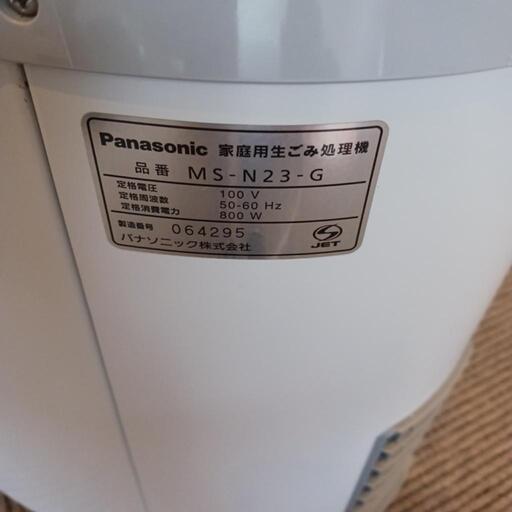 Panasonic 家庭用生ごみ処理機
品番 MS-N23-G
定格電圧 100 V
定格周波数 50-60 Hz
定格消費電力 800 W
製造番号 064295
パナソニック株式会社
S
JET